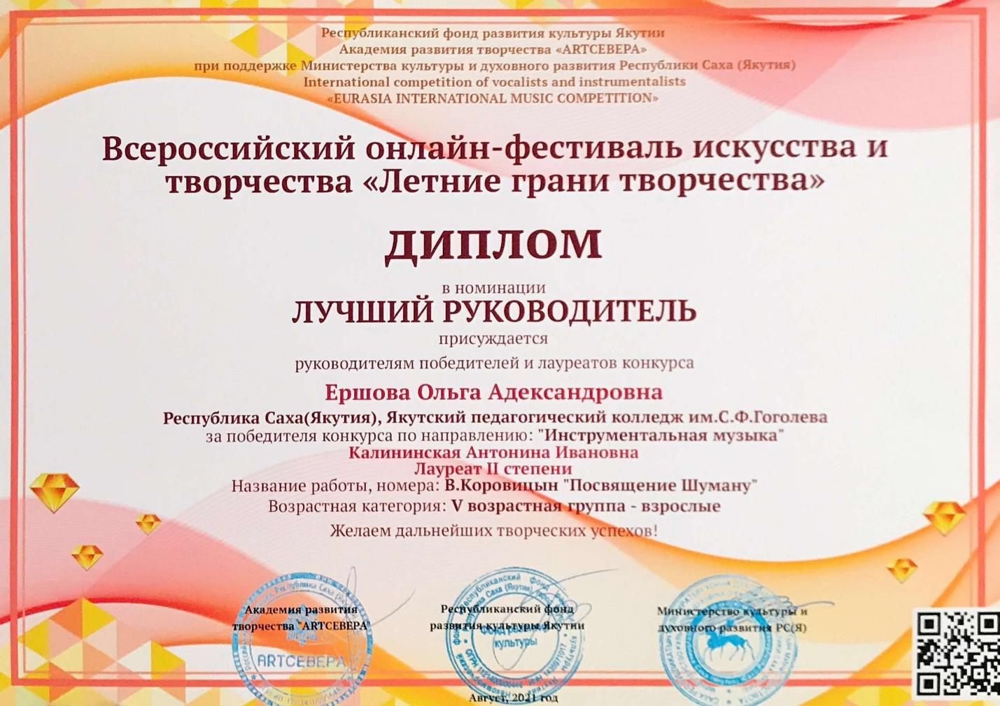 Республиканский фонд развития культуры Якутии
Академия развития творчества «ARTСЕВЕРА»
при поддержке Министерства культуры и духовного развития Республики Саха (Якутия)
International competition of vocalists and instrumentalists
«EURASIA INTERNATIONAL MUSIC COMPETITION»
Всероссийский онлайн-фестиваль искусства и
творчества «Летние грани творчества»
диплом
в номинации
ЛУЧШИЙ РУКОВОДИТЕЛЬ
присуждается
руководителям победителей и лауреатов конкурса
Ершова Ольга Адександровна
Республика Саха(Якутия), Якутский педагогический колледж им.С.Ф.Гоголева
за победителя конкурса по направлению: "Инструментальная музыка"
Калининская Антонина Ивановна
Лауреат II степени
Название работы, номера: В.Коровицын "Посвящение Шуману"
Возрастная категория: V возрастная группа - взрослые
Желаем дальнейших творческих успехов!
Академия развития
творчества "ARTСЕВЕРА"
ARTСЕВЕРА
Республиканский фонд
развития культуры Якутии
культуры
Министерство культуры и
духовного развития РС(Я)
Август, 2021 год